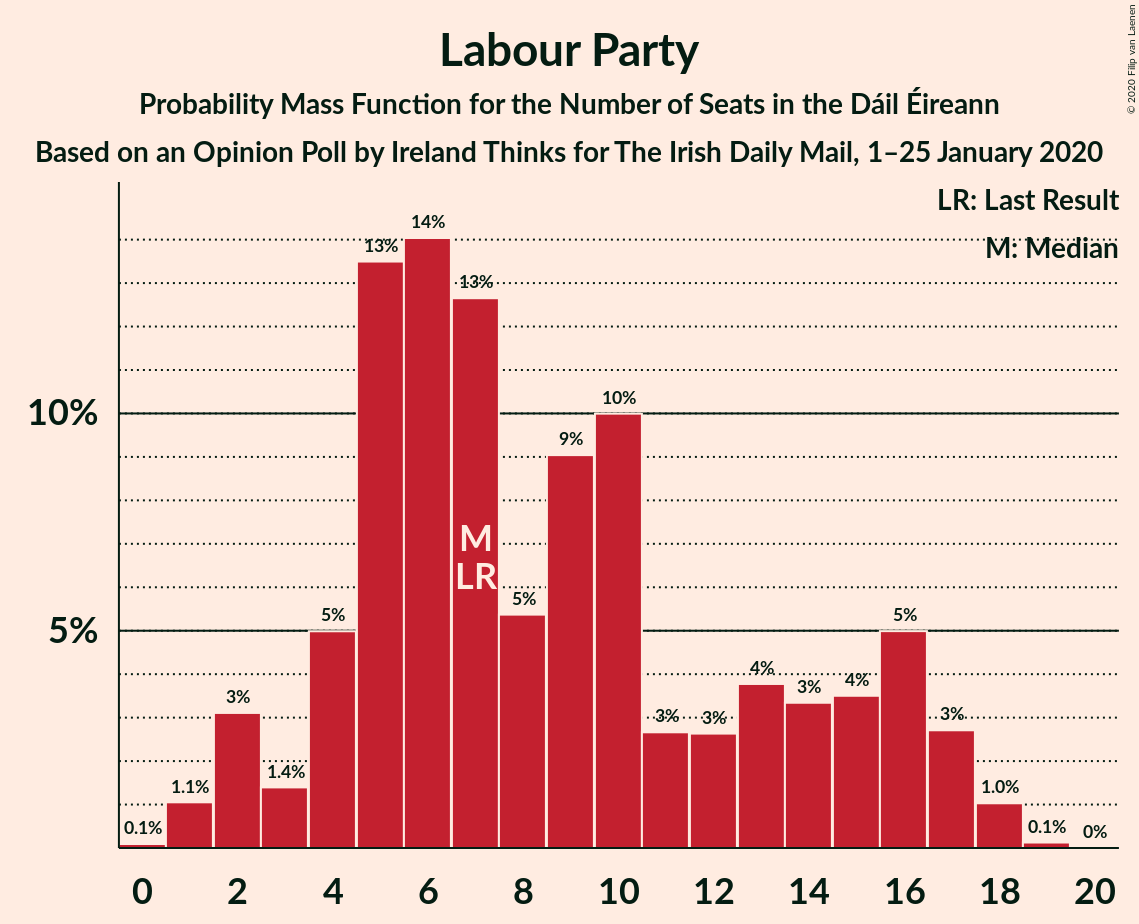 Labour Party
Probability Mass Function for the Number of Seats in the Dáil Éireann
Based on an Opinion Poll by Ireland Thinks for The Irish Daily Mail, 1–25 January 2020
© 2020 Filip van Laenen
LR: Last Result
M: Median
10%
5%
0.1%
1.1%
3%
1.4%
5%
13%
14%
13%
5%
9%
10%
3%
3%
4%
3%
4%
5%
3%
1.0%
0.1%
0%
M
LR
0 2 4 6 8 10 12 14 16 18 20